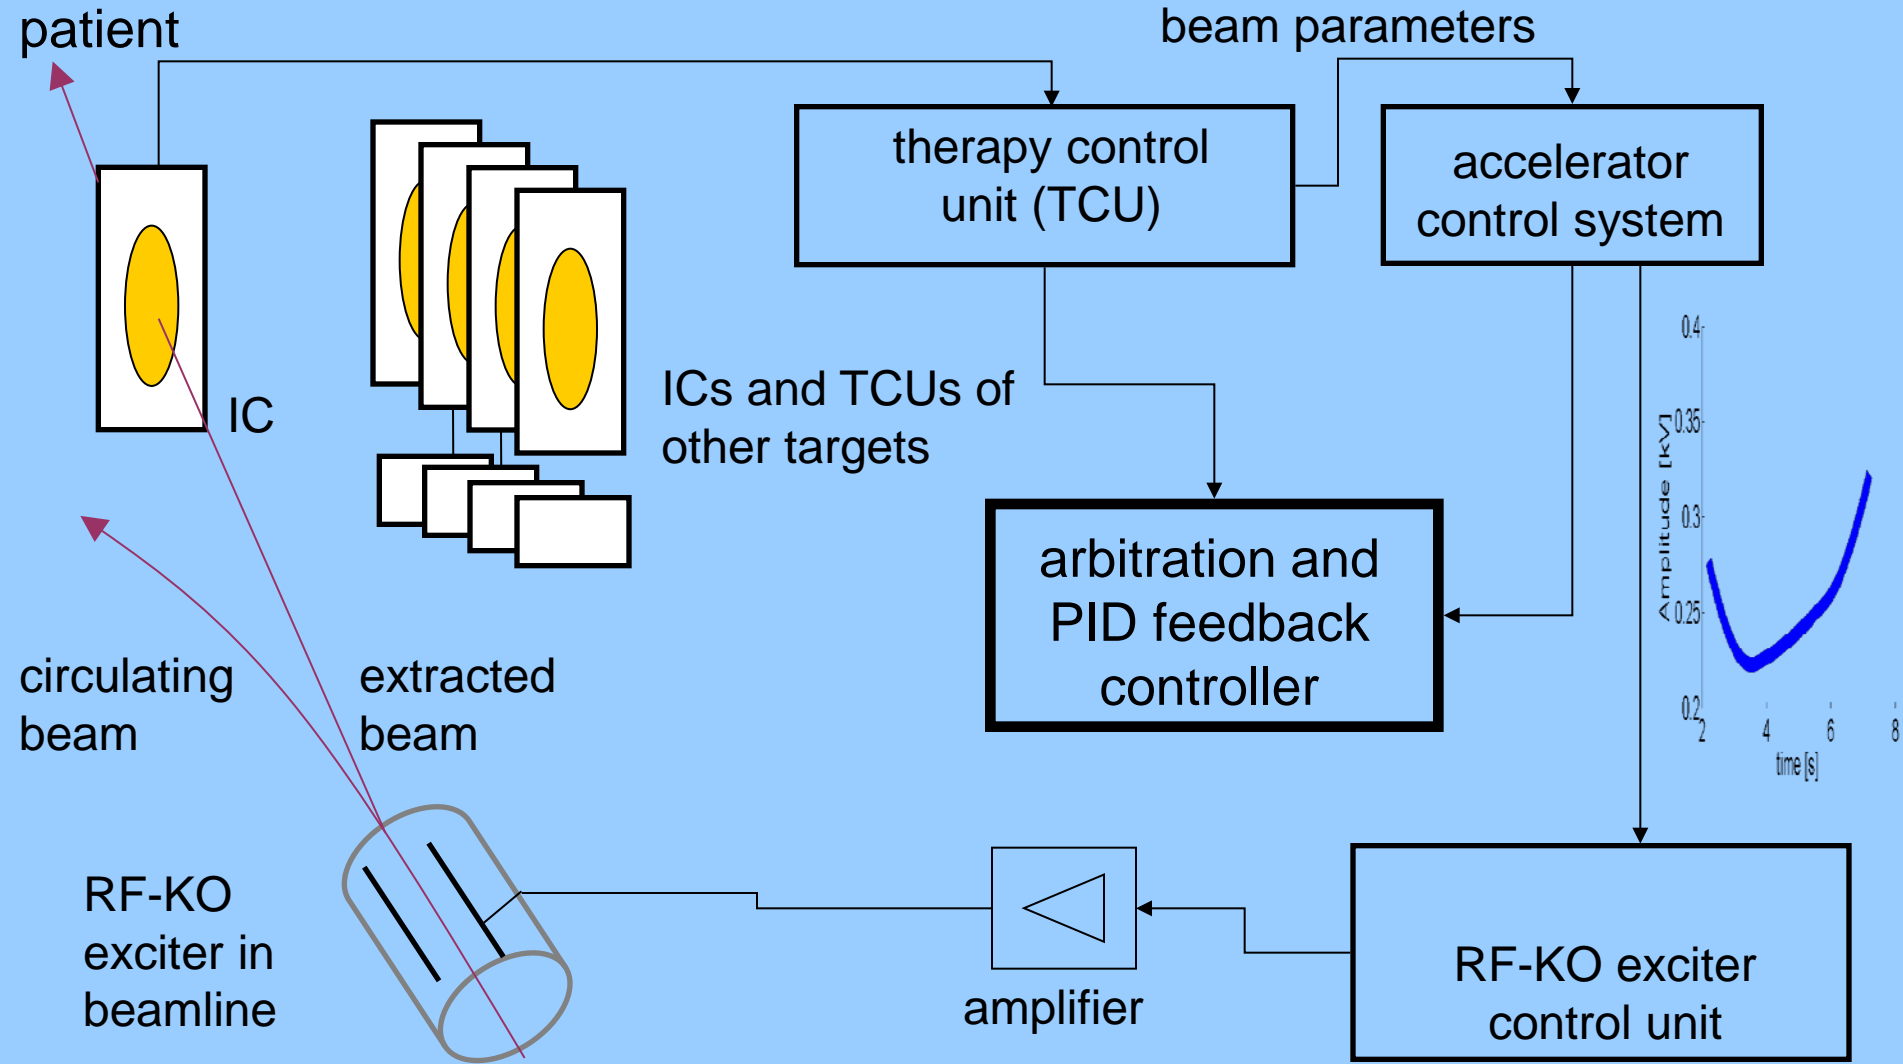 patient
beam parameters
therapy control
unit (TCU)
accelerator
control system
IC
ICs and TCUs of
other targets
arbitration and
PID feedback
controller
0.4
0.35
0.3
0.25
0.2
Amplitude [kV]
2
4
6
8
time [s]
circulating
beam
extracted
beam
RF-KO
exciter in
beamline
amplifier
RF-KO exciter
control unit